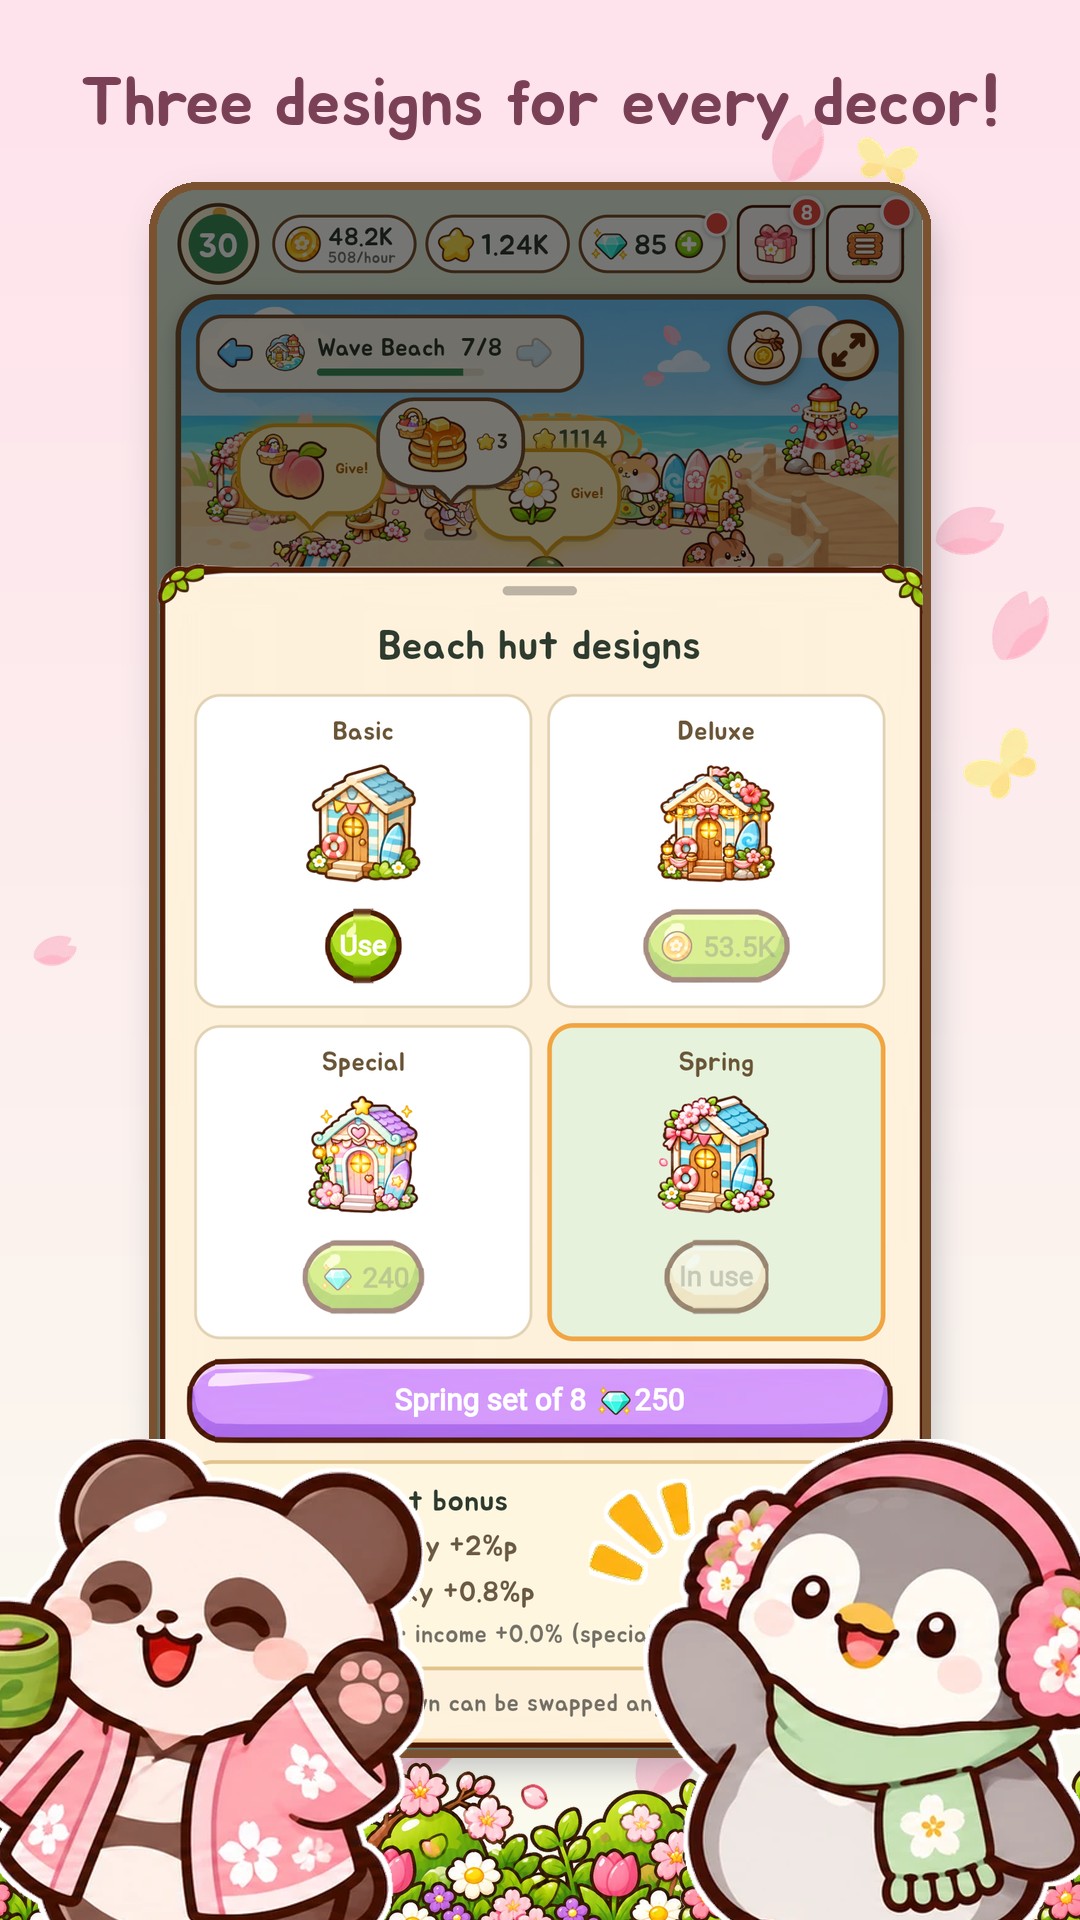 Three designs for every decor!
30
48.2K
508/hour
1.24K
85
8
Wave Beach 7/8
3
1114
Give!
Give!
Beach hut designs
Basic
Deluxe
Use
53.5K
Special
Spring
240
In use
Spring set of 8 250
bonus
+2%p
+0.8%p
income +0.0%
can be swapped